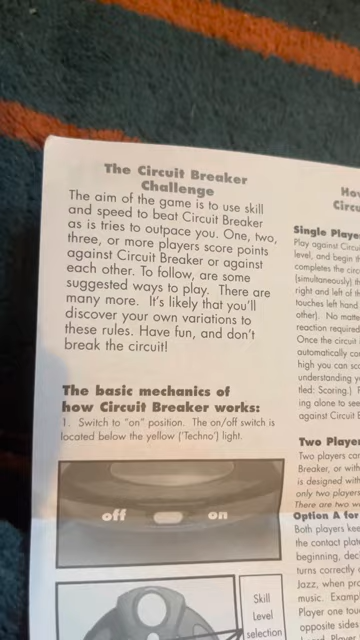 The Circuit Breaker
Challenge
The aim of the game is to use skill
and speed to beat Circuit Breaker
as is tries to outpace you. One, two,
three, or more players score points
against Circuit Breaker or against
each other. To follow, are some
suggested ways to play. There are
many more. It's likely that you'll
discover your own variations to
these rules. Have fun, and don't
break the circuit!
The basic mechanics of
how Circuit Breaker works:
1. Switch to "on" position. The on/off switch is
located below the yellow ('Techno') light.
off on
Skill
Level
selection
How
Circu
Single Playe
Play against Circu
level, and begin th
completes the circ
(simultaneously) th
right and left of th
touches left hand
other). No matte
reaction required
Once the circuit
automatically co
high you can sco
understanding y
tled: Scoring.)
ing alone to see
against Circuit B
Two Player
Two players can
Breaker, or with
is designed with
only two players
There are two w
Option A for
Both players kee
the contact plate
beginning, dec
turns correctly
Jazz, when pre
music. Examp
Player one tou
opposite sides